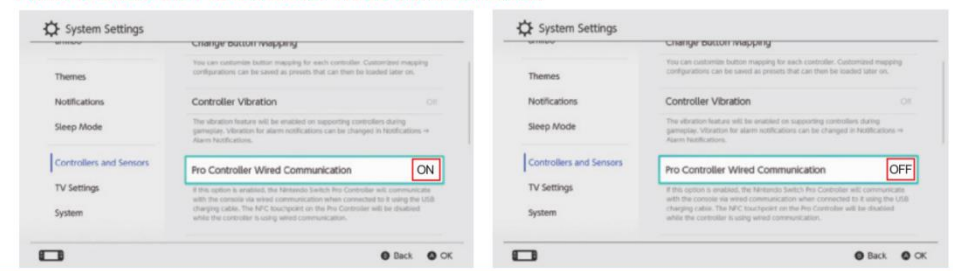 System Settings
Change Button Mapping
You can customize button mapping for each controller. Customized mapping
configurations can be saved as presets that can then be loaded later on.
Themes
Notifications
Controller Vibration Off
The vibration feature will be enabled on supporting controllers during
gameplay. Vibration for alarm notifications can be changed in Notifications →
Alarm Notifications.
Sleep Mode
Controllers and Sensors
Pro Controller Wired Communication ON
If this option is enabled, the Nintendo Switch Pro Controller will communicate
with the console via wired communication when connected to it using the USB
charging cable. The NFC touchpoint on the Pro Controller will be disabled
while the controller is using wired communication.
TV Settings
System
B Back A OK
System Settings
Change Button Mapping
You can customize button mapping for each controller. Customized mapping
configurations can be saved as presets that can then be loaded later on.
Themes
Notifications
Controller Vibration Off
The vibration feature will be enabled on supporting controllers during
gameplay. Vibration for alarm notifications can be changed in Notifications →
Alarm Notifications.
Sleep Mode
Controllers and Sensors
Pro Controller Wired Communication OFF
If this option is enabled, the Nintendo Switch Pro Controller will communicate
with the console via wired communication when connected to it using the USB
charging cable. The NFC touchpoint on the Pro Controller will be disabled
while the controller is using wired communication.
TV Settings
System
B Back A OK